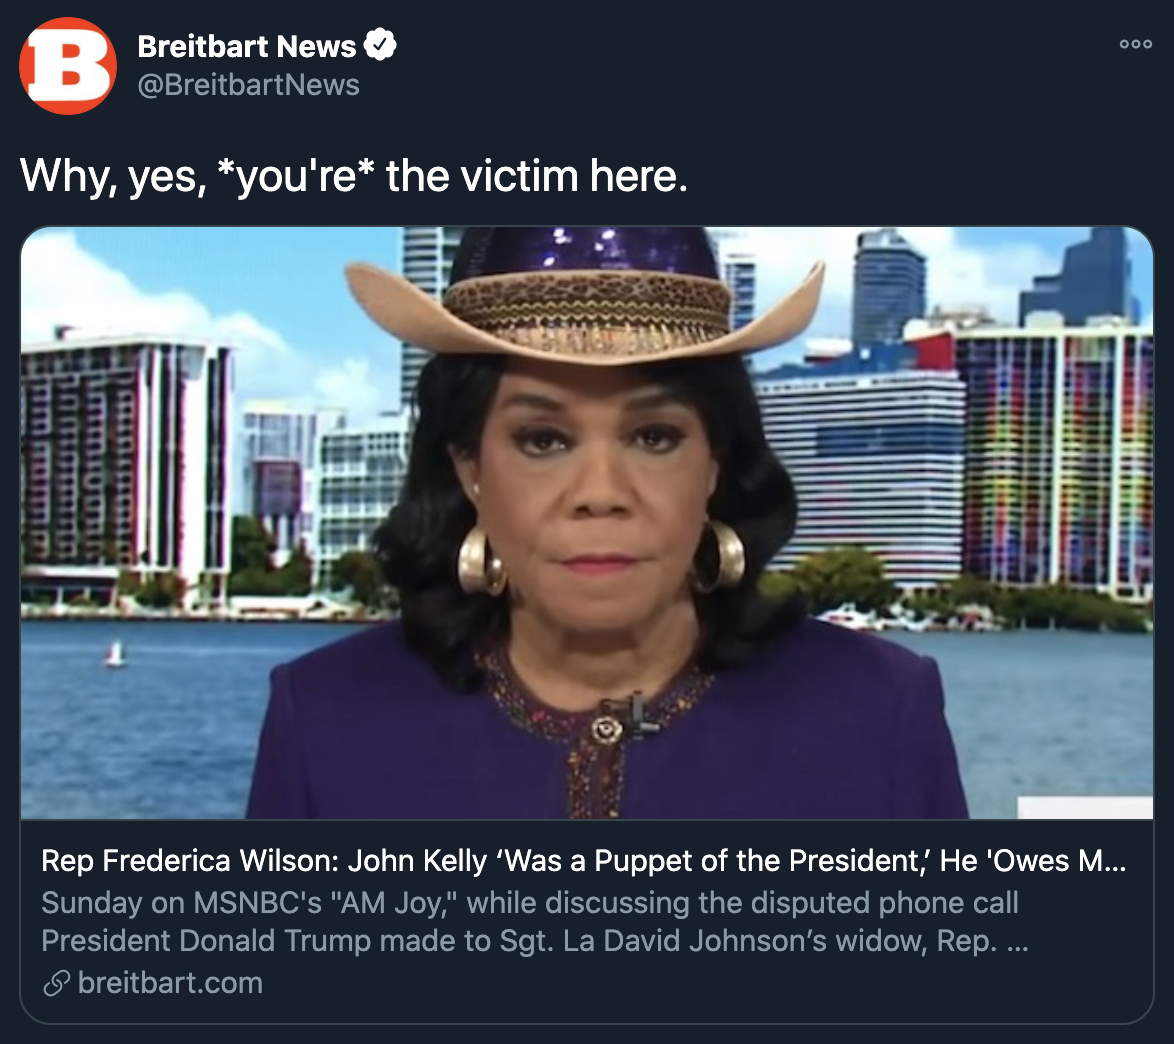 B
Breitbart News
@BreitbartNews
Why, yes, *you're* the victim here.
Rep Frederica Wilson: John Kelly ‘Was a Puppet of the President,’ He 'Owes M...
Sunday on MSNBC's "AM Joy," while discussing the disputed phone call
President Donald Trump made to Sgt. La David Johnson’s widow, Rep. ...
breitbart.com